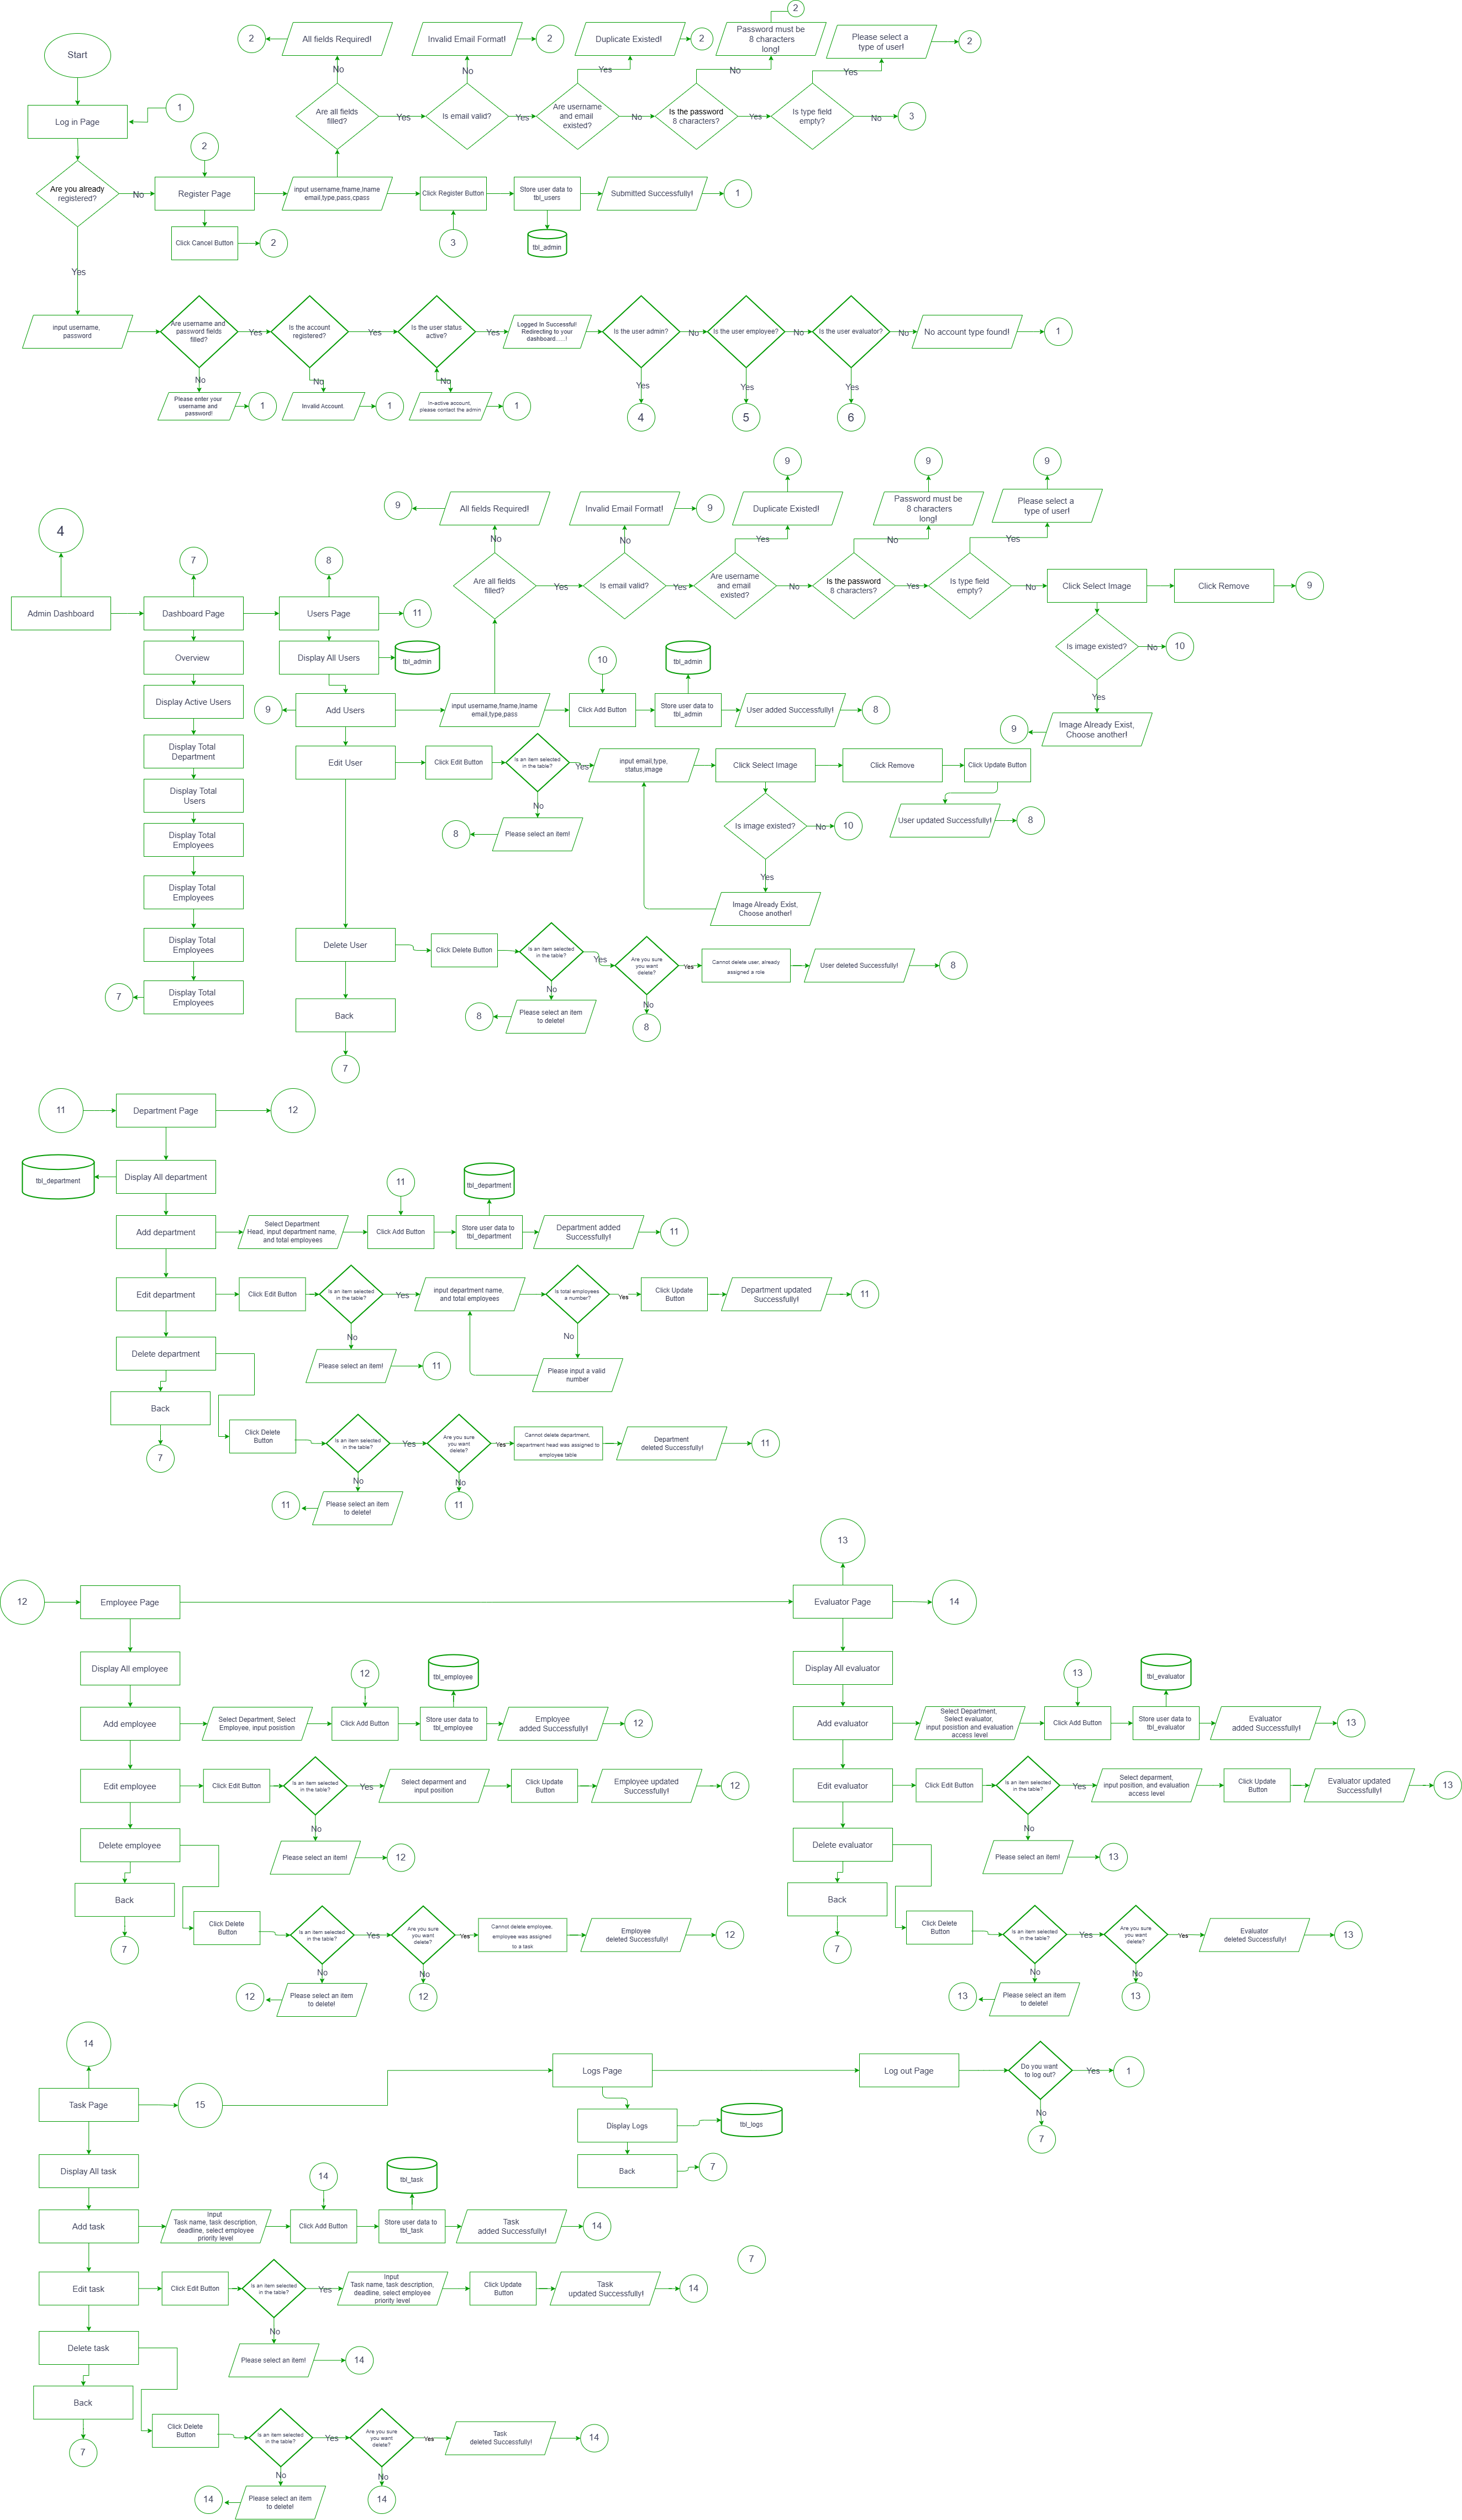 Start
Log in Page
1
Are you already
registered?
No
Yes
2
Register Page
Click Cancel Button
2
input username,fname,lname
email,type,pass,cpass
Click Register Button
3
Store user data to
tbl_users
tbl_admin
Submitted Successfully!
1
Are all fields
filled?
No
All fields Required!
2
Yes
Is email valid?
No
Invalid Email Format!
2
Yes
Are username
and email
existed?
Yes
Duplicate Existed!
2
No
Is the password
8 characters?
No
Password must be
8 characters
long!
2
Yes
Is type field
empty?
Yes
Please select a
type of user!
2
No
3
input username,
password
Are username and
password fields
filled?
No
Please enter your
username and
password!
1
Yes
Is the account
registered?
No
Invalid Account
1
Yes
Is the user status
active?
No
In-active account,
please contact the admin
1
Yes
Logged In Successful!
Redirecting to your
dashboard......!
Is the user admin?
Yes
4
No
Is the user employee?
Yes
5
No
Is the user evaluator?
Yes
6
No
No account type found!
1
4
Admin Dashboard
7
Dashboard Page
Overview
Display Active Users
Display Total
Department
Display Total
Users
Display Total
Employees
Display Total
Employees
Display Total
Employees
Display Total
Employees
7
8
Users Page
11
Display All Users
tbl_admin
Add Users
9
input username,fname,lname
email,type,pass
Are all fields
filled?
No
All fields Required!
9
Yes
Is email valid?
No
Invalid Email Format!
9
Yes
Are username
and email
existed?
Yes
Duplicate Existed!
9
No
Is the password
8 characters?
No
Password must be
8 characters
long!
9
Yes
Is type field
empty?
Yes
Please select a
type of user!
9
No
Click Select Image
Click Remove
9
Is image existed?
No
10
Yes
Image Already Exist,
Choose another!
9
10
Click Add Button
Store user data to
tbl_admin
tbl_admin
User added Successfully!
8
Edit User
Click Edit Button
Is an item selected
in the table?
No
Please select an item!
8
Yes
input email,type,
status,image
Click Select Image
Click Remove
Click Update Button
User updated Successfully!
8
Is image existed?
No
10
Yes
Image Already Exist,
Choose another!
Delete User
Click Delete Button
Is an item selected
in the table?
No
Please select an item
to delete!
8
Yes
Are you sure
you want
delete?
No
8
Yes
Cannot delete user, already
assigned a role
User deleted Successfully!
8
Back
7
11
Department Page
12
Display All department
tbl_department
Add department
Select Department
Head, input department name,
and total employees
11
Click Add Button
Store user data to
tbl_department
tbl_department
Department added
Successfully!
11
Edit department
Click Edit Button
Is an item selected
in the table?
No
Please select an item!
11
Yes
input department name,
and total employees
Is total employees
a number?
No
Please input a valid
number
Yes
Click Update
Button
Department updated
Successfully!
11
Delete department
Click Delete
Button
Is an item selected
in the table?
No
Please select an item
to delete!
11
Yes
Are you sure
you want
delete?
No
11
Yes
Cannot delete department,
department head was assigned to
employee table
Department
deleted Successfully!
11
Back
7
12
Employee Page
Display All employee
Add employee
Select Department, Select
Employee, input posistion
12
Click Add Button
Store user data to
tbl_employee
tbl_employee
Employee
added Successfully!
12
Edit employee
Click Edit Button
Is an item selected
in the table?
No
Please select an item!
12
Yes
Select deparment and
input position
Click Update
Button
Employee updated
Successfully!
12
Delete employee
Click Delete
Button
Is an item selected
in the table?
No
Please select an item
to delete!
12
Yes
Are you sure
you want
delete?
No
12
Yes
Cannot delete employee,
employee was assigned
to a task
Employee
deleted Successfully!
12
Back
7
13
Evaluator Page
14
Display All evaluator
Add evaluator
Select Department,
Select evaluator,
input posistion and evaluation
access level
13
Click Add Button
Store user data to
tbl_evaluator
tbl_evaluator
Evaluator
added Successfully!
13
Edit evaluator
Click Edit Button
Is an item selected
in the table?
No
Please select an item!
13
Yes
Select deparment,
input position, and evaluation
access level
Click Update
Button
Evaluator updated
Successfully!
13
Delete evaluator
Click Delete
Button
Is an item selected
in the table?
No
Please select an item
to delete!
13
Yes
Are you sure
you want
delete?
No
13
Yes
Evaluator
deleted Successfully!
13
Back
7
14
Task Page
15
Logs Page
Display Logs
tbl_logs
Back
7
Log out Page
Do you want
to log out?
Yes
1
No
7
Display All task
Add task
Input
Task name, task description,
deadline, select employee
priority level
14
Click Add Button
Store user data to
tbl_task
tbl_task
Task
added Successfully!
14
7
Edit task
Click Edit Button
Is an item selected
in the table?
No
Please select an item!
14
Yes
Input
Task name, task description,
deadline, select employee
priority level
Click Update
Button
Task
updated Successfully!
14
Delete task
Click Delete
Button
Is an item selected
in the table?
No
Please select an item
to delete!
14
Yes
Are you sure
you want
delete?
No
14
Yes
Task
deleted Successfully!
14
Back
7